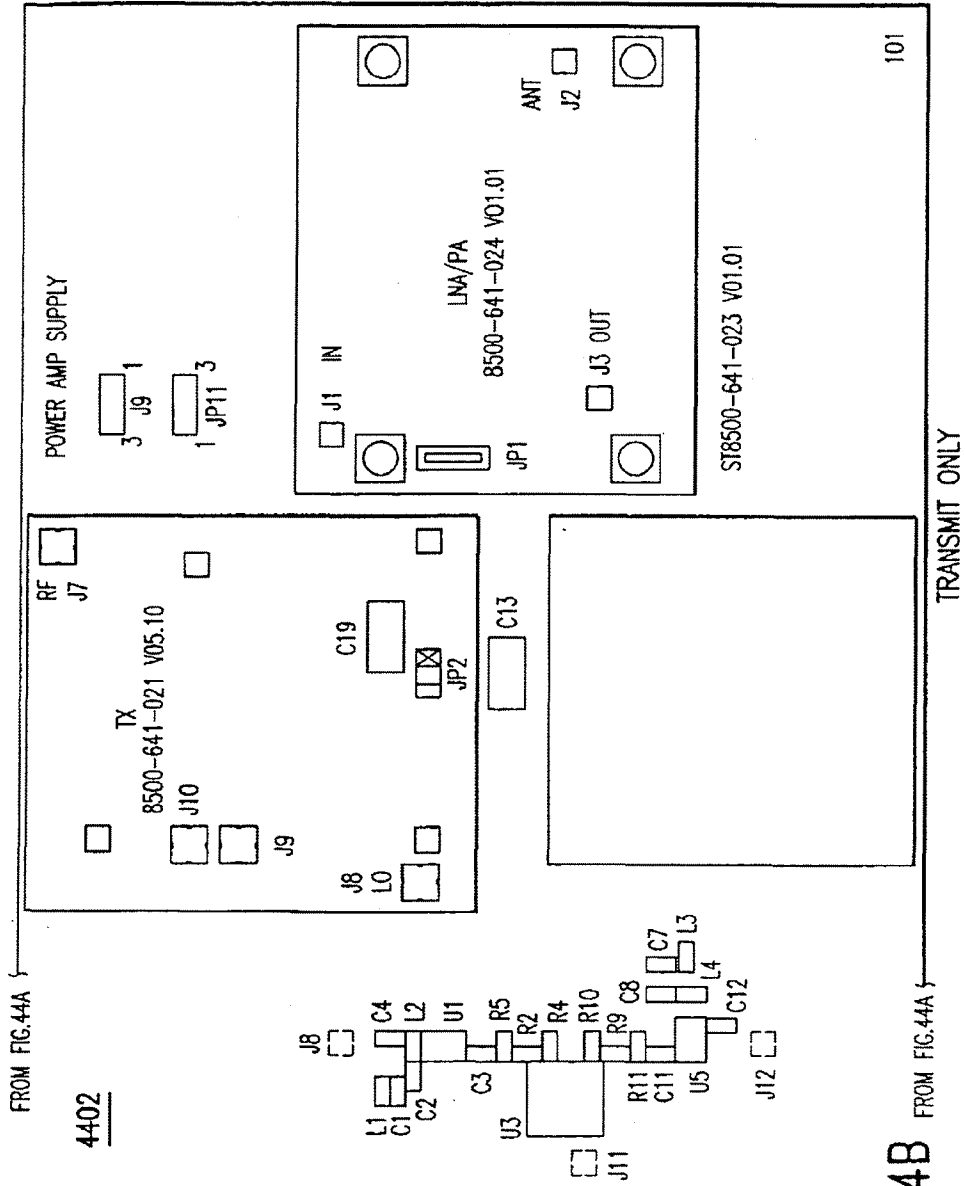 FROM FIG.44A
4402
TX
8500-641-021 V05.10
RF
J7
J10
J9
J8
LO
C19
JP2
C13
POWER AMP SUPPLY
3
1
J9
1
3
JP11
J1
IN
LNA/PA
8500-641-024 V01.01
ANT
J2
JP1
J3 OUT
ST8500-641-023 V01.01
101
J8
L1
C1
C2
C4
L2
U1
C3
R5
R2
R4
U3
R10
R9
R11
C11
U5
J11
J12
C8
C7
L3
L4
C12
4B
FROM FIG.44A
TRANSMIT ONLY